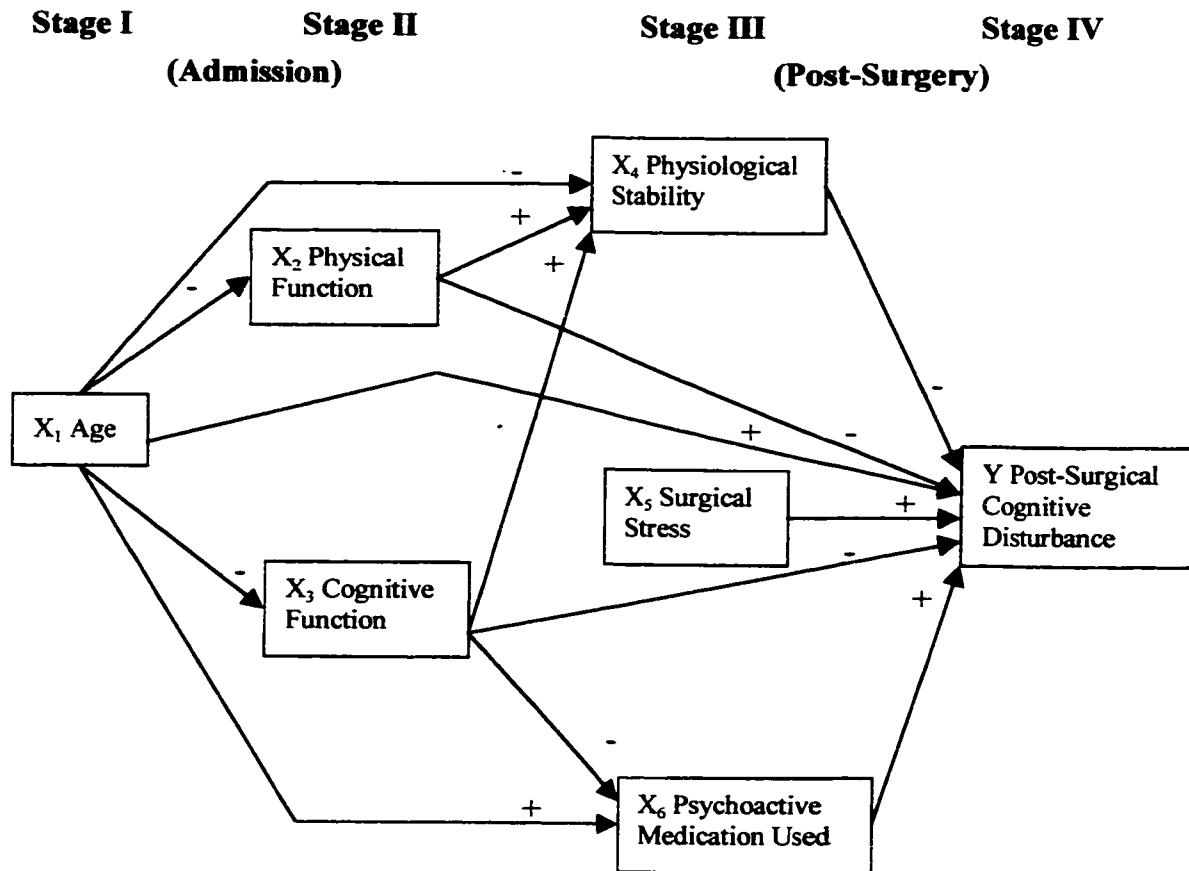 Stage I Stage II Stage III Stage IV
(Admission) (Post-Surgery)
X₄ Physiological
Stability
-
+
X₂ Physical
Function
+
-
-
X₁ Age
+
-
Y Post-Surgical
Cognitive
Disturbance
X₅ Surgical
Stress
+
-
X₃ Cognitive
Function
-
+
-
X₆ Psychoactive
Medication Used
+